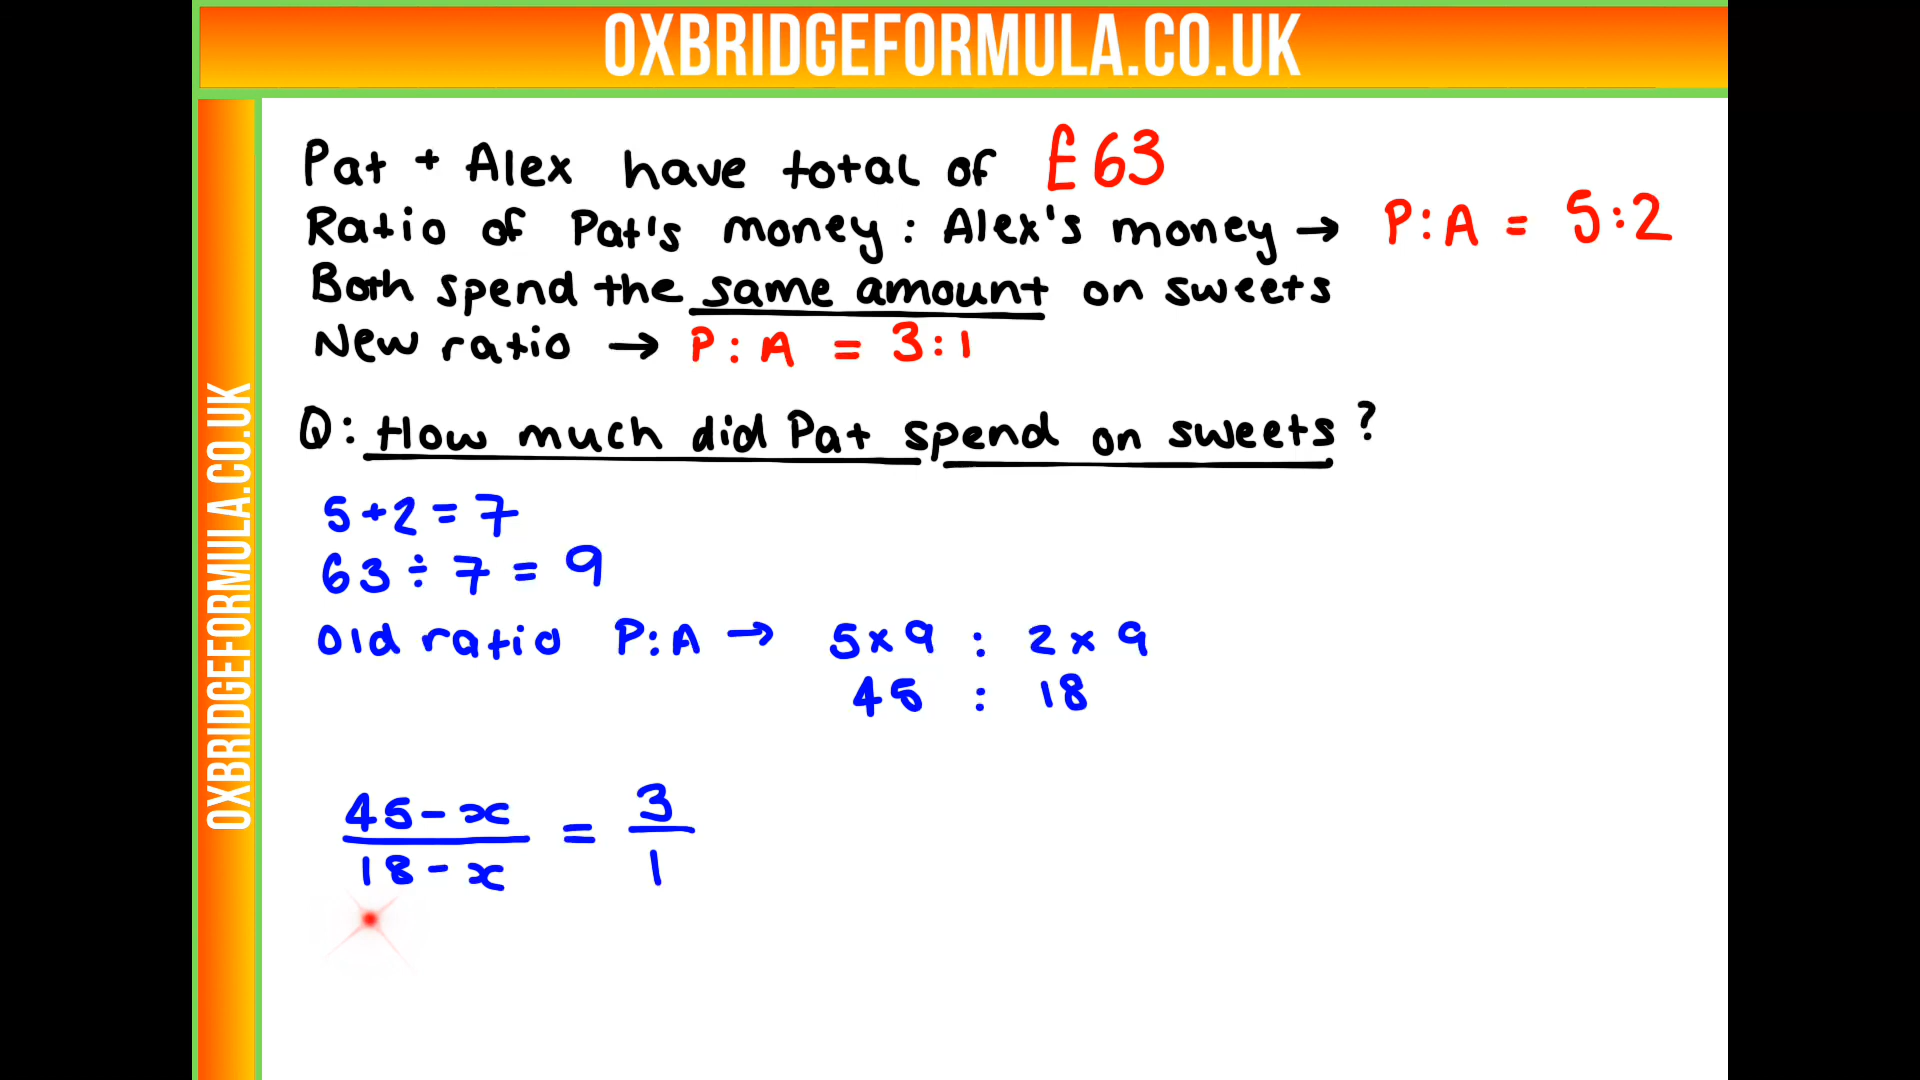 OXBRIDGEFORMULA.CO.UK
OXBRIDGEFORMULA.CO.UK
Pat + Alex have total of £63
Ratio of Pat's money : Alex's money → P:A = 5:2
Both spend the same amount on sweets
New ratio → P:A = 3:1
Q: How much did Pat spend on sweets?
5+2=7
63÷7=9
Old ratio P:A → 5×9 : 2×9
45 : 18
45-x = 3
18-x 1